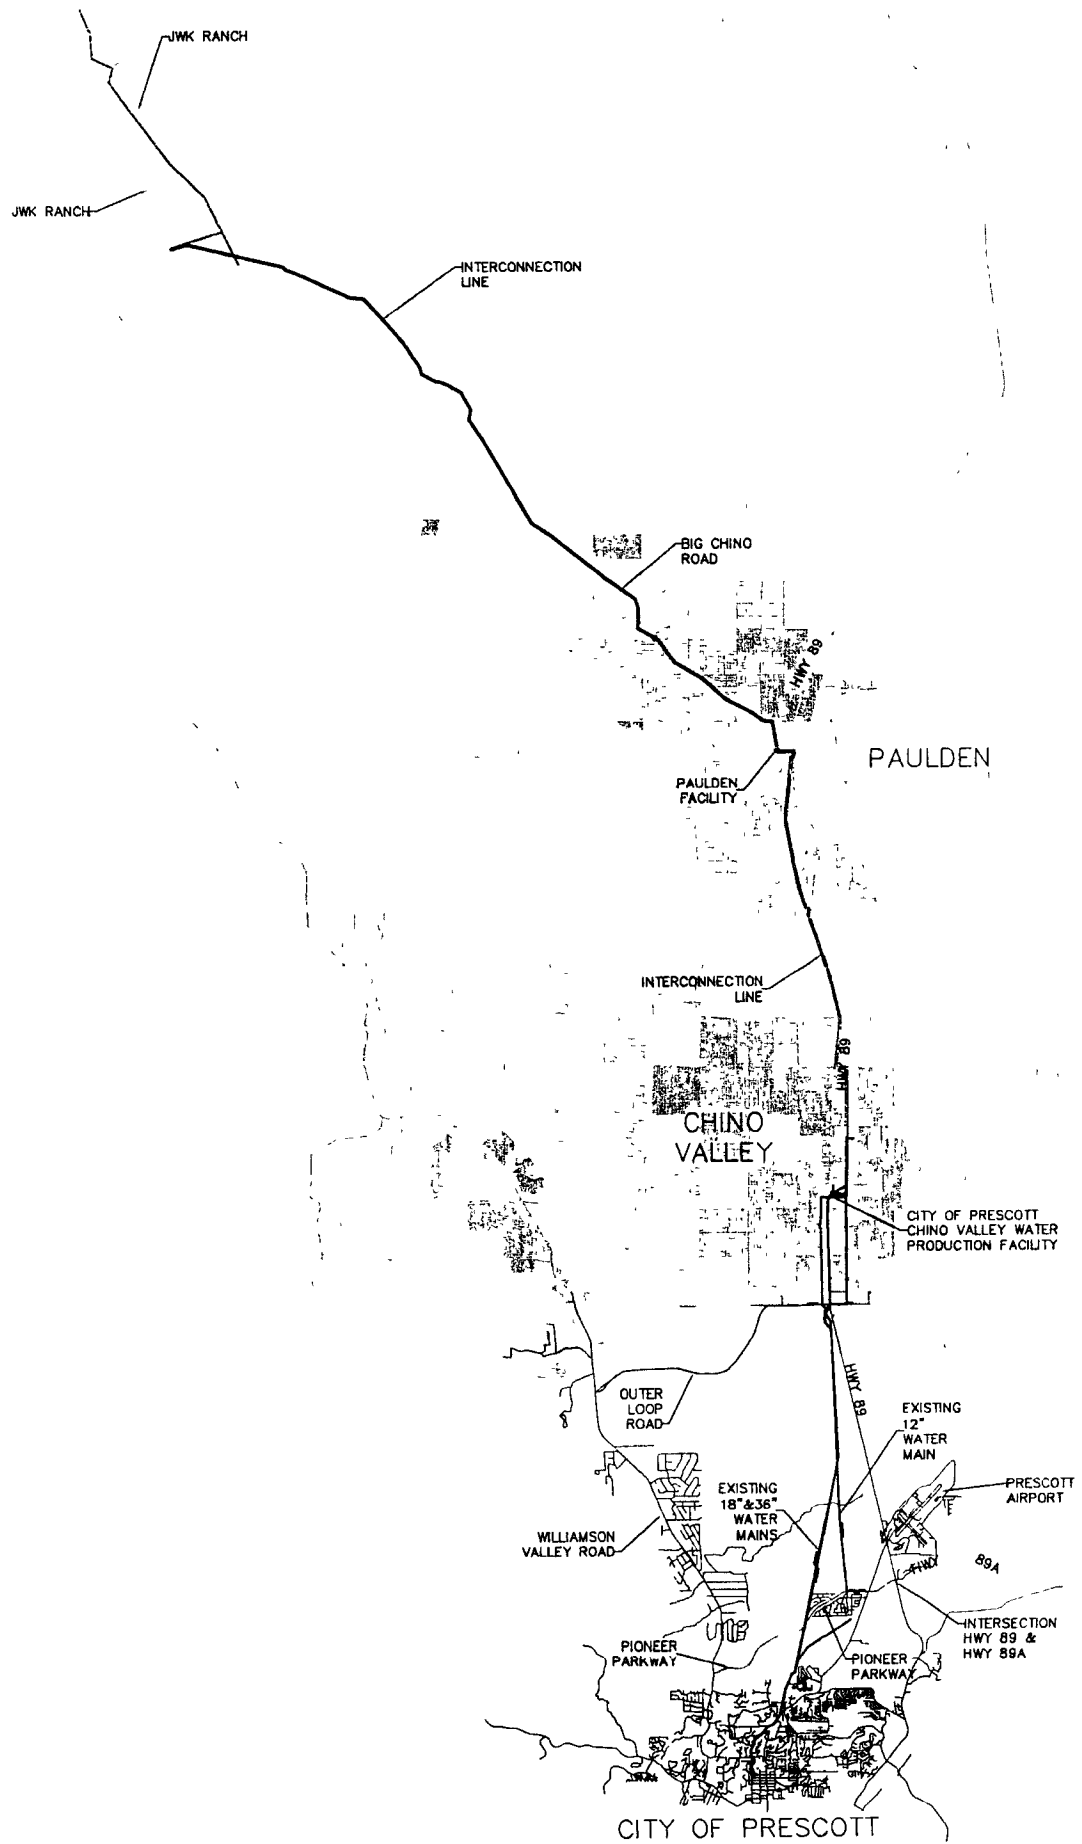 JWK RANCH
JWK RANCH
INTERCONNECTION
LINE
BIG CHINO
ROAD
HWY 89
PAULDEN
PAULDEN
FACILITY
INTERCONNECTION
LINE
HWY 89
CHINO
VALLEY
CITY OF PRESCOTT
CHINO VALLEY WATER
PRODUCTION FACILITY
HWY 89
OUTER
LOOP
ROAD
EXISTING
12"
WATER
MAIN
PRESCOTT
AIRPORT
EXISTING
18"&36"
WATER
MAINS
WILLIAMSON
VALLEY ROAD
HWY 89A
INTERSECTION
HWY 89 &
HWY 89A
PIONEER
PARKWAY
PIONEER
PARKWAY
CITY OF PRESCOTT